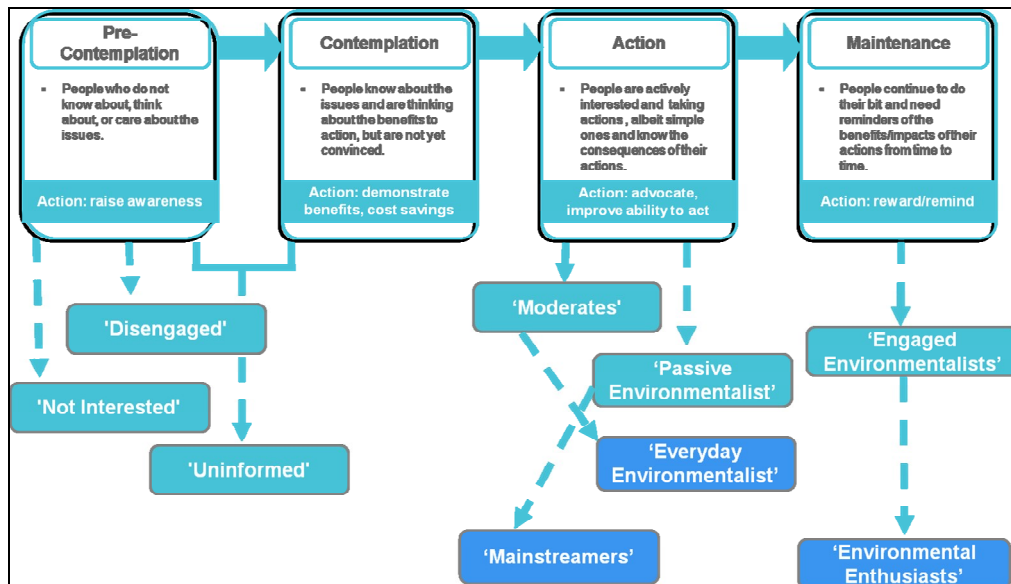 Pre-
Contemplation
▪ People who do not
know about, think
about, or care about the
issues.
Action: raise awareness
Contemplation
▪ People know about the
issues and are thinking
about the benefits to
action, but are not yet
convinced.
Action: demonstrate
benefits, cost savings
Action
▪ People are actively
interested and taking
actions , albeit simple
ones and know the
consequences of their
actions.
Action: advocate,
improve ability to act
Maintenance
▪ People continue to do
their bit and need
reminders of the
benefits/impacts of their
actions from time to
time.
Action: reward/remind
'Disengaged'
'Not Interested'
'Uninformed'
‘Moderates'
‘Passive
Environmentalist’
‘Everyday
Environmentalist’
‘Mainstreamers’
‘Engaged
Environmentalists’
‘Environmental
Enthusiasts’